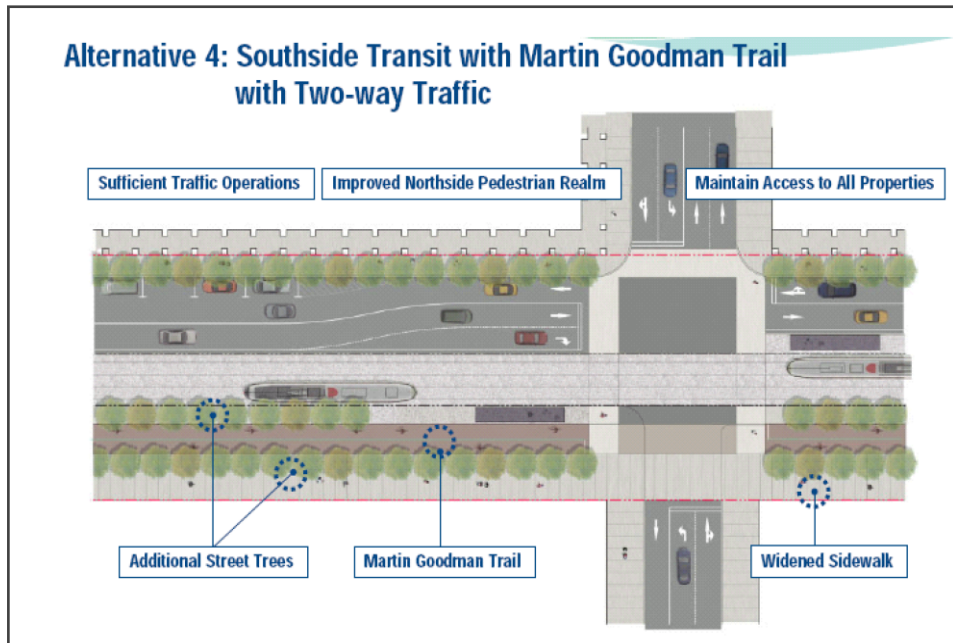 Alternative 4: Southside Transit with Martin Goodman Trail
with Two-way Traffic
Sufficient Traffic Operations
Improved Northside Pedestrian Realm
Maintain Access to All Properties
Additional Street Trees
Martin Goodman Trail
Widened Sidewalk